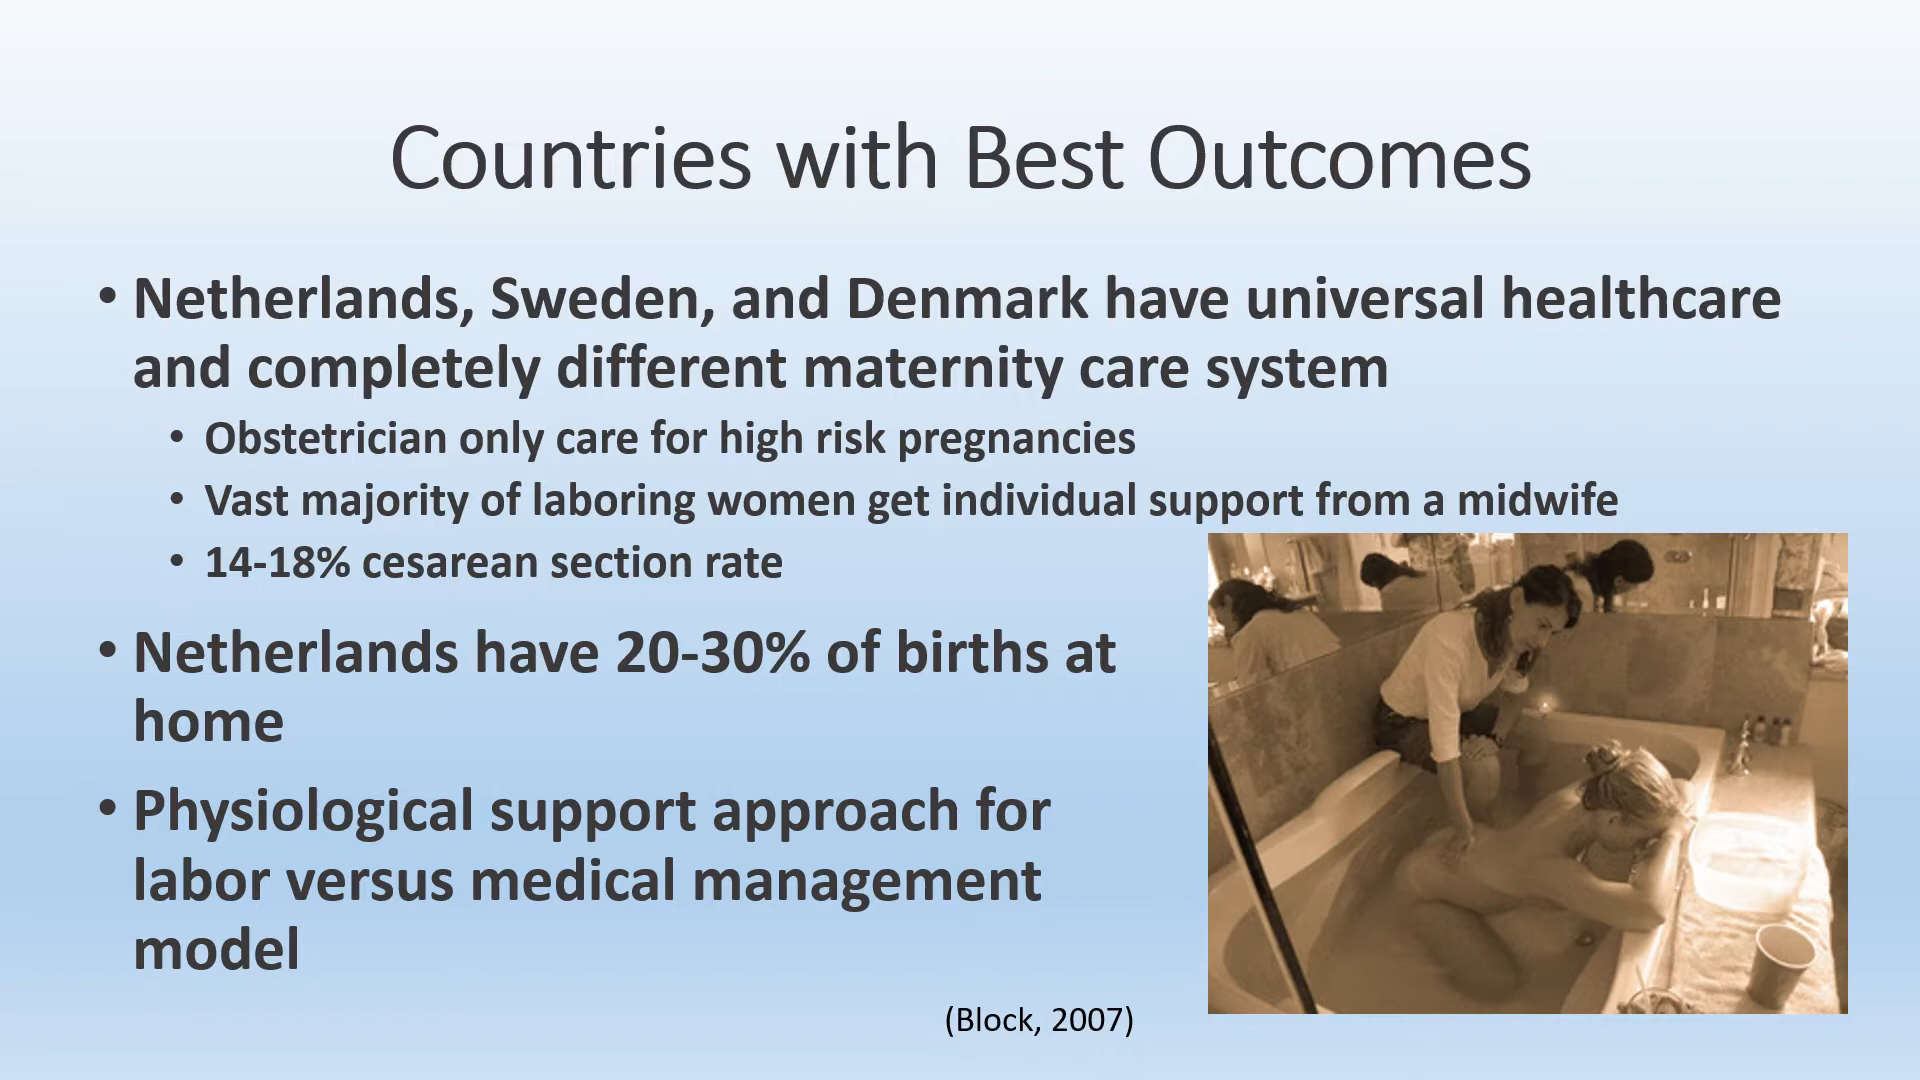 Countries with Best Outcomes
• Netherlands, Sweden, and Denmark have universal healthcare
and completely different maternity care system
• Obstetrician only care for high risk pregnancies
• Vast majority of laboring women get individual support from a midwife
• 14-18% cesarean section rate
• Netherlands have 20-30% of births at
home
• Physiological support approach for
labor versus medical management
model
(Block, 2007)